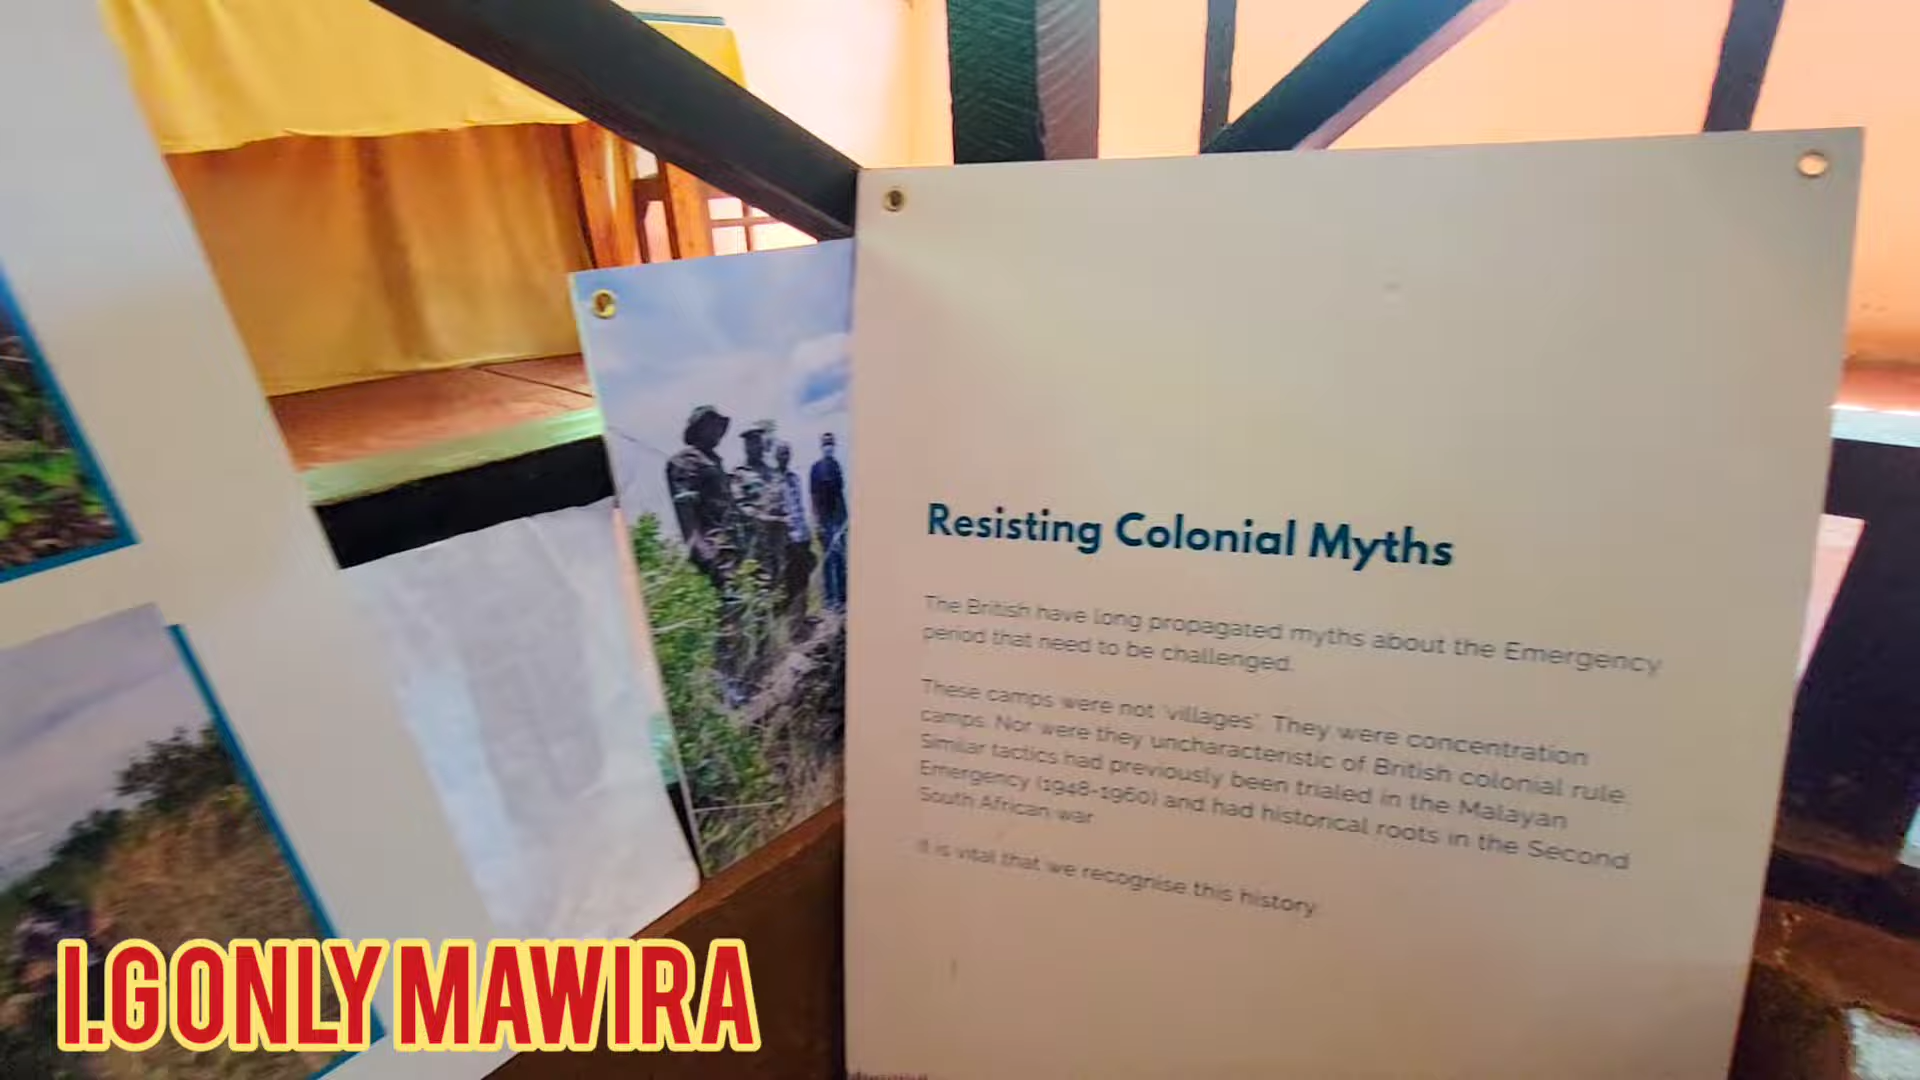 Resisting Colonial Myths
The British have long propagated myths about the Emergency
period that need to be challenged.
These camps were not 'villages'. They were concentration
camps. Nor were they uncharacteristic of British colonial rule.
Similar tactics had previously been trialed in the Malayan
Emergency (1948-1960) and had historical roots in the Second
South African war
It is vital that we recognise this history
I.GONLY MAWIRA